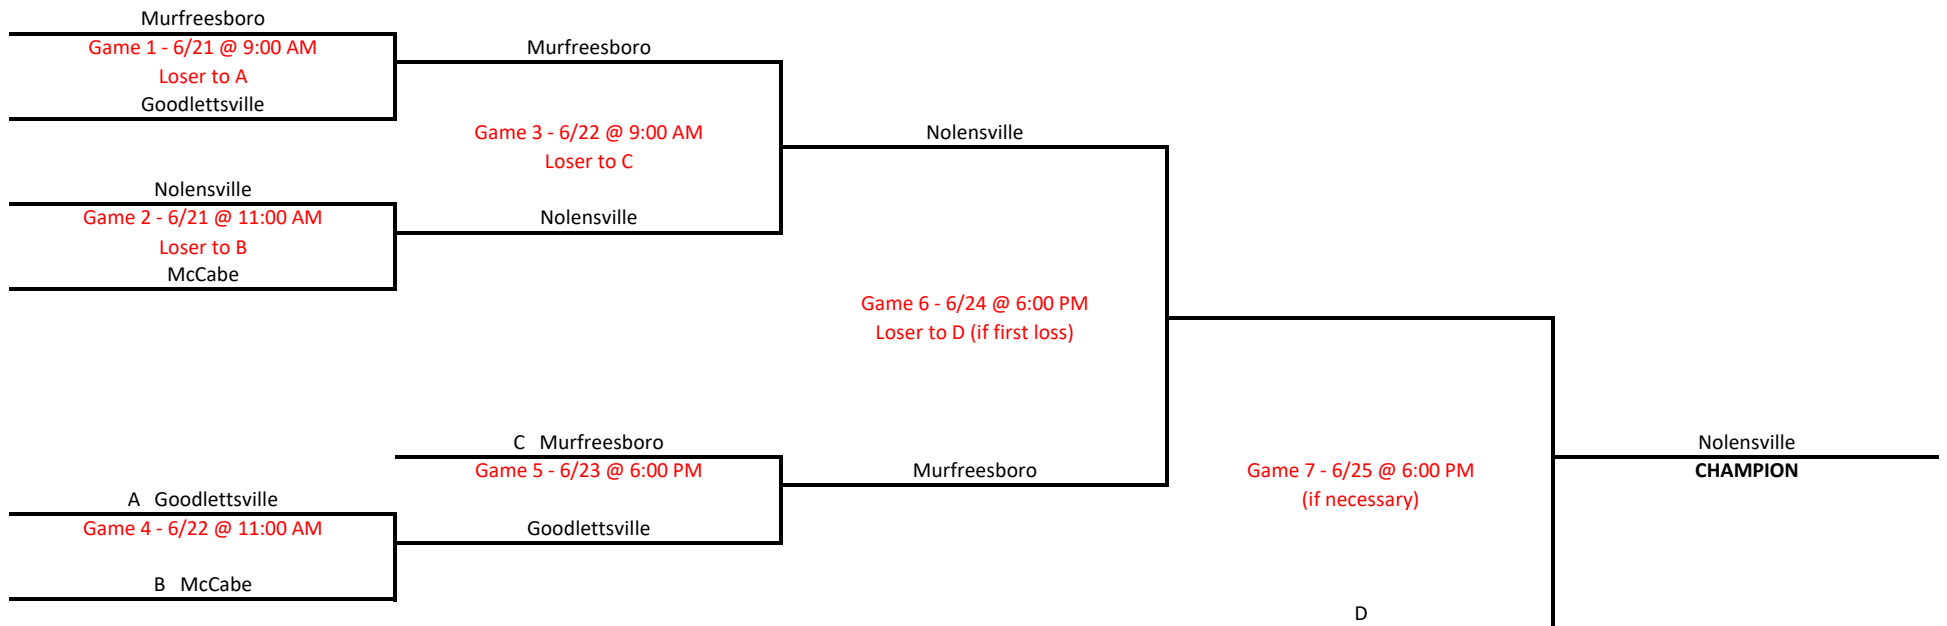 Murfreesboro
Game 1 - 6/21 @ 9:00 AM
Loser to A
Goodlettsville
Nolensville
Game 2 - 6/21 @ 11:00 AM
Loser to B
McCabe
A Goodlettsville
Game 4 - 6/22 @ 11:00 AM
B McCabe
Murfreesboro
Game 3 - 6/22 @ 9:00 AM
Loser to C
Nolensville
C Murfreesboro
Game 5 - 6/23 @ 6:00 PM
Goodlettsville
Nolensville
Game 6 - 6/24 @ 6:00 PM
Loser to D (if first loss)
Murfreesboro
Game 7 - 6/25 @ 6:00 PM
(if necessary)
D
Nolensville
CHAMPION